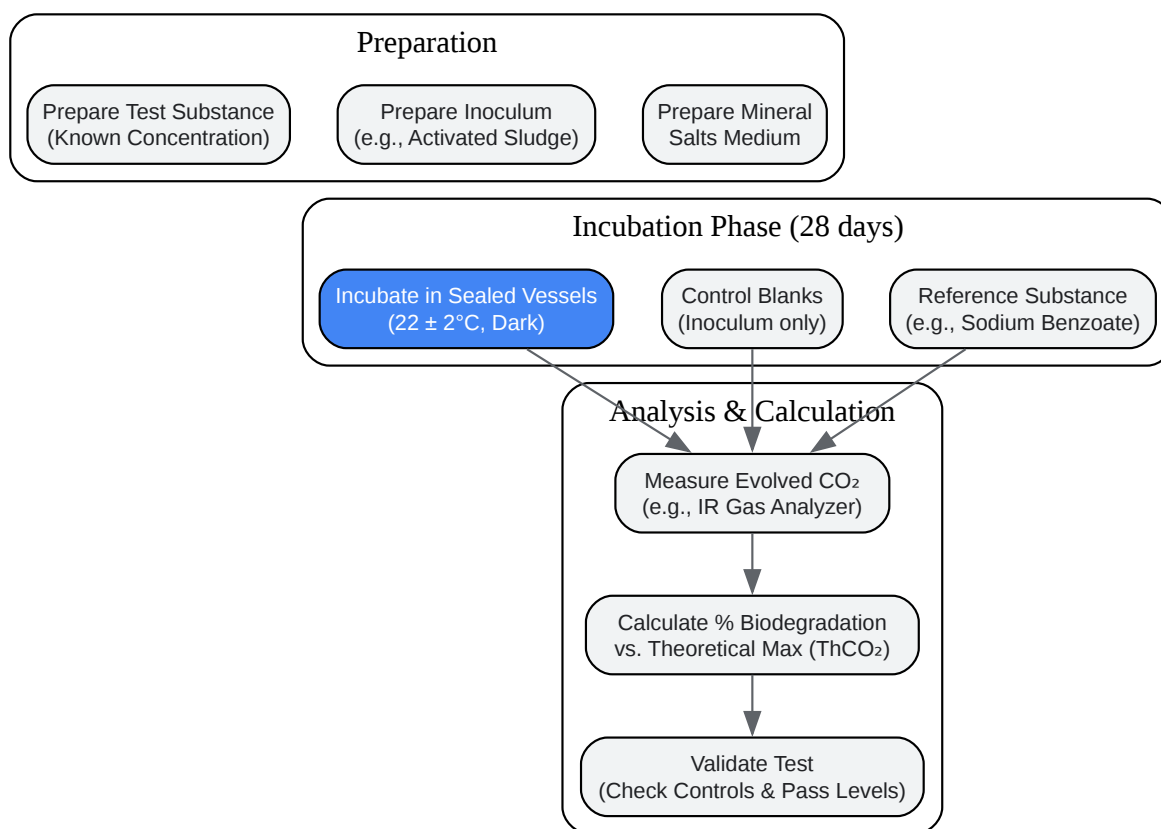 Preparation
Prepare Test Substance
(Known Concentration)
Prepare Inoculum
(e.g., Activated Sludge)
Prepare Mineral
Salts Medium
Incubation Phase (28 days)
Incubate in Sealed Vessels
(22 ± 2°C, Dark)
Control Blanks
(Inoculum only)
Reference Substance
(e.g., Sodium Benzoate)
Analysis & Calculation
Measure Evolved CO₂
(e.g., IR Gas Analyzer)
Calculate % Biodegradation
vs. Theoretical Max (ThCO₂)
Validate Test
(Check Controls & Pass Levels)